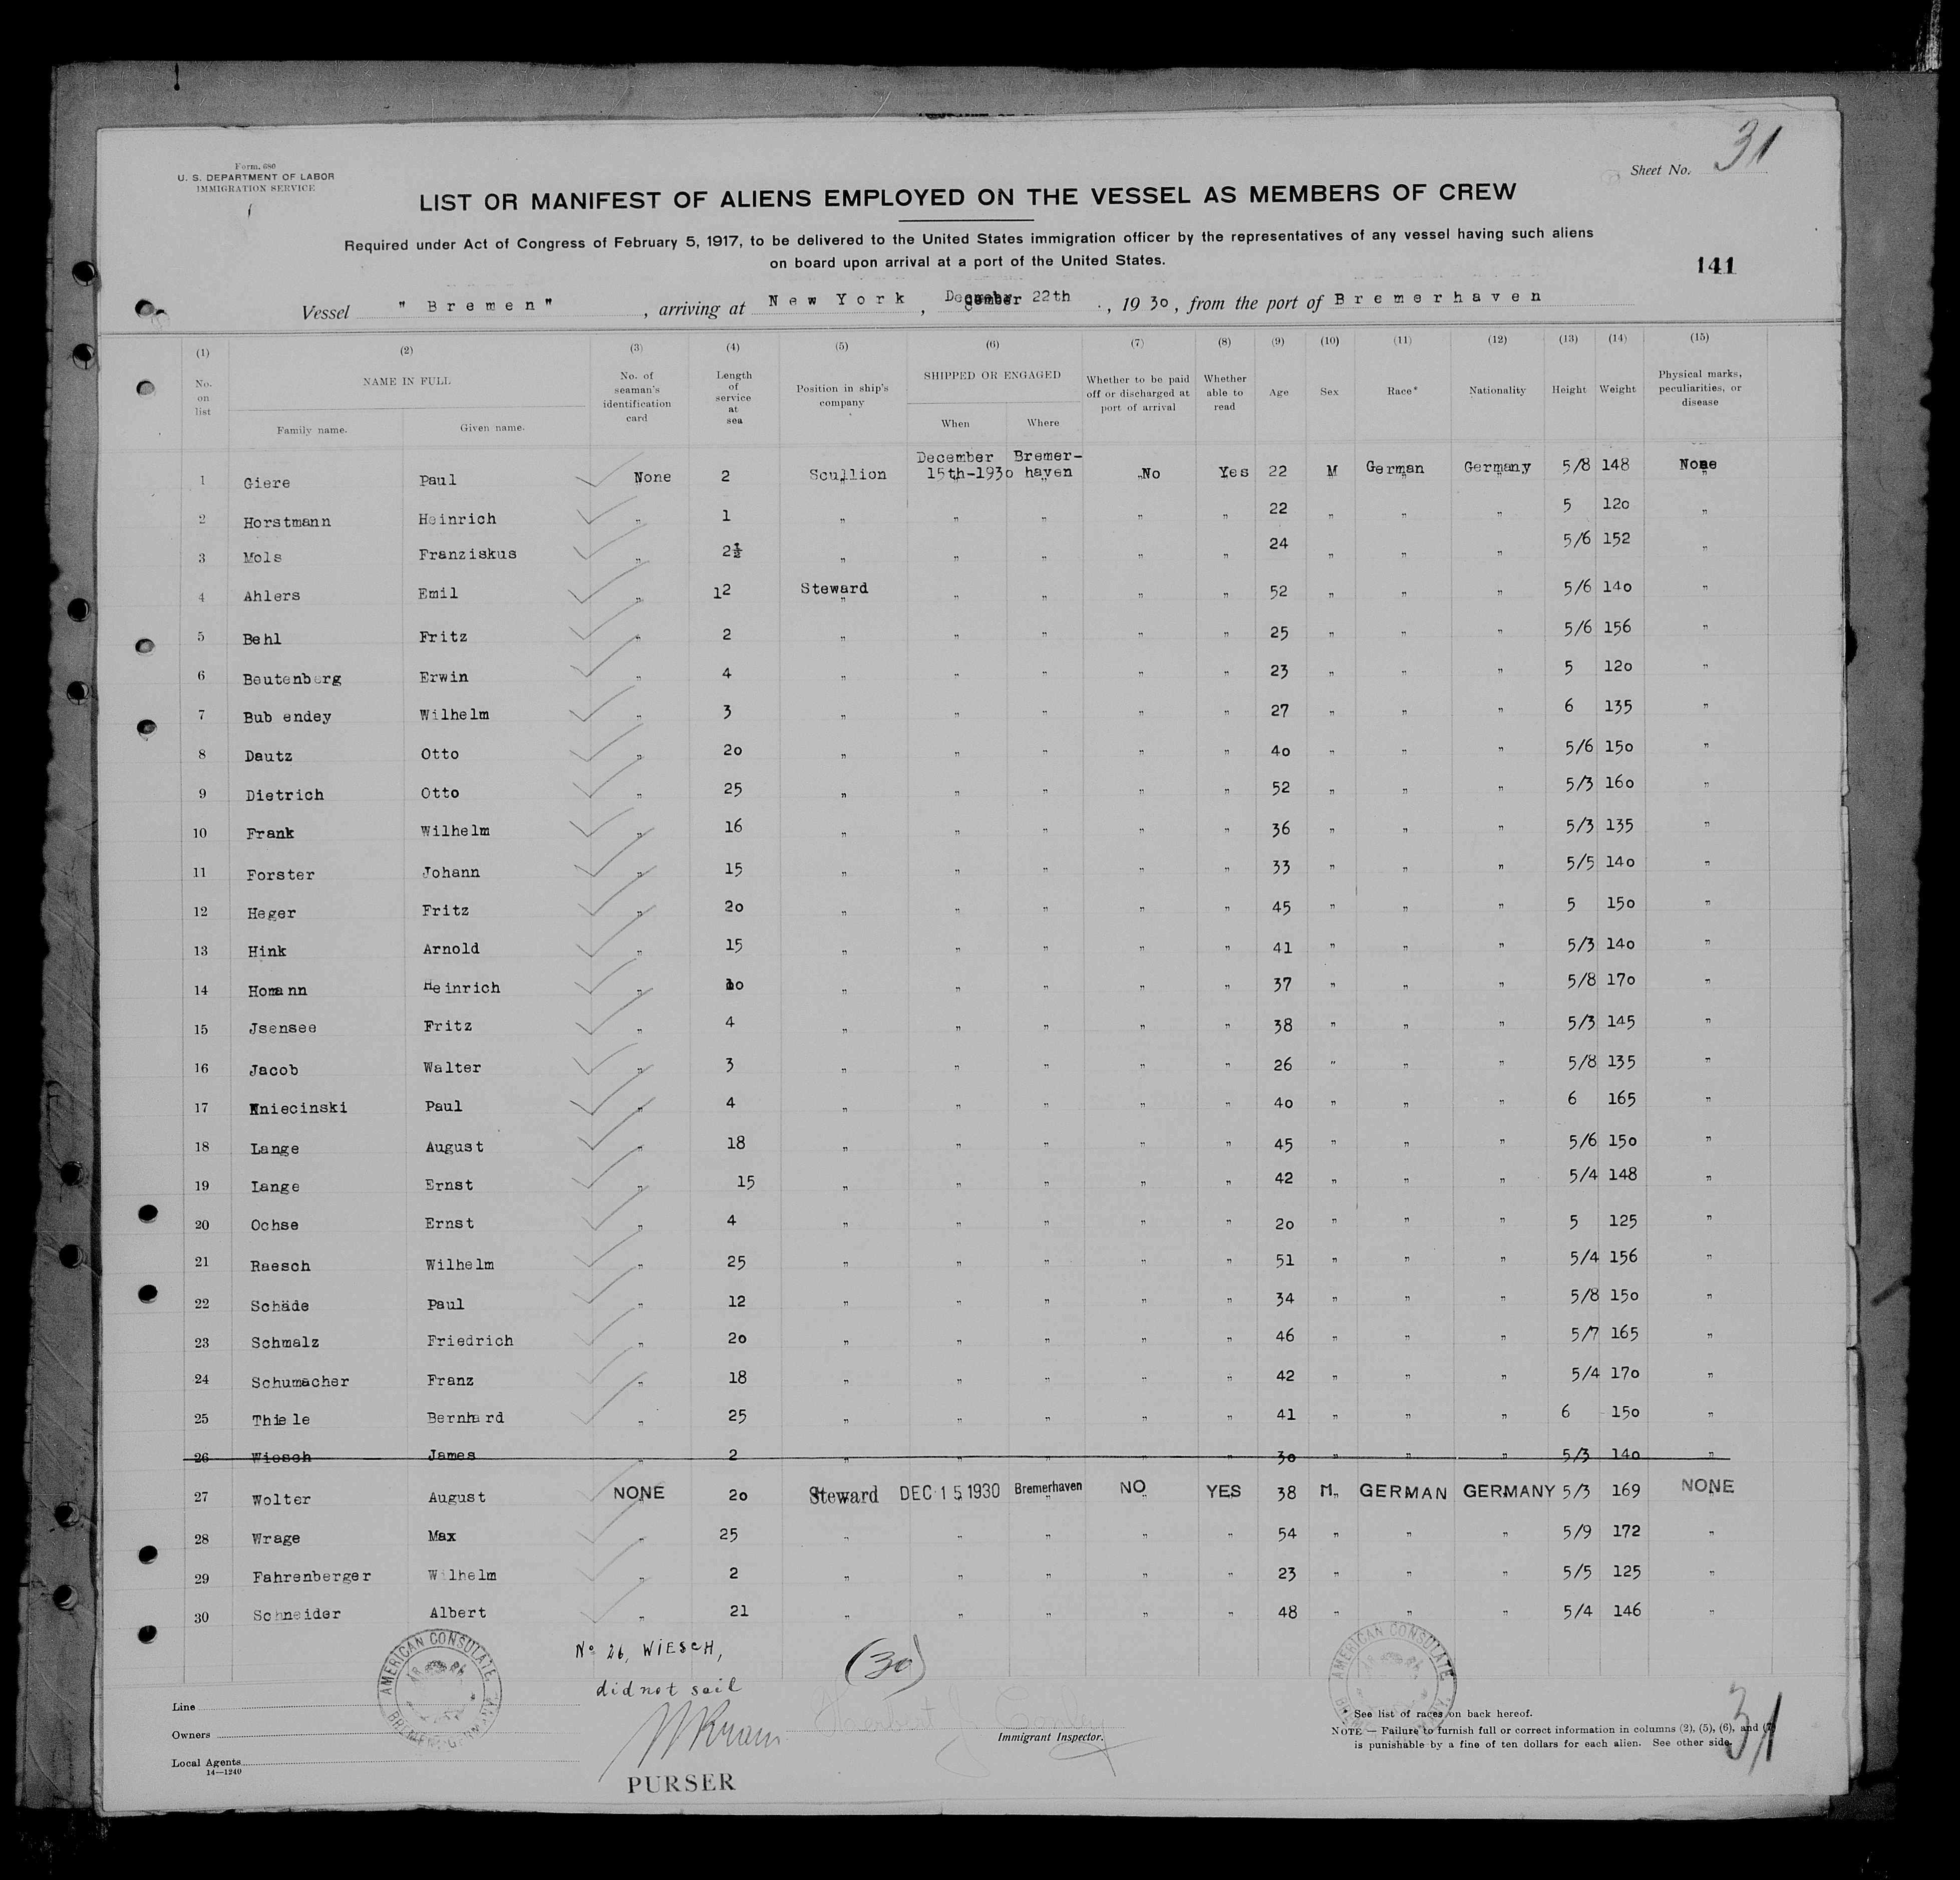 Form 680
U. S. DEPARTMENT OF LABOR
IMMIGRATION SERVICE
Sheet No. 31
LIST OR MANIFEST OF ALIENS EMPLOYED ON THE VESSEL AS MEMBERS OF CREW
Required under Act of Congress of February 5, 1917, to be delivered to the United States immigration officer by the representatives of any vessel having such aliens
on board upon arrival at a port of the United States.
141
Vessel "Bremen", arriving at New York, December 22th, 1930, from the port of Bremerhaven
(1) (2) (3) (4) (5) (6) (7) (8) (9) (10) (11) (12) (13) (14) (15)
No. on list NAME IN FULL Family name. Given name. No. of seaman's identification card Length of service at sea Position in ship's company SHIPPED OR ENGAGED When Where Whether to be paid off or discharged at port of arrival Whether able to read Age Sex Race* Nationality Height Weight Physical marks, peculiarities, or disease
1 Giere Paul None 2 Scullion December 15th-1930 Bremerhaven No Yes 22 M German Germany 5/8 148 None
2 Horstmann Heinrich " 1 " " " " " 22 " " " 5 120 "
3 Mols Franziskus " 2½ " " " " " 24 " " " 5/6 152 "
4 Ahlers Emil " 12 Steward " " " " 52 " " " 5/6 140 "
5 Behl Fritz " 2 " " " " " 25 " " " 5/6 156 "
6 Beutenberg Erwin " 4 " " " " " 23 " " " 5 120 "
7 Bub endey Wilhelm " 3 " " " " " 27 " " " 6 135 "
8 Dautz Otto " 20 " " " " " 40 " " " 5/6 150 "
9 Dietrich Otto " 25 " " " " " 52 " " " 5/3 160 "
10 Frank Wilhelm " 16 " " " " " 36 " " " 5/3 135 "
11 Forster Johann " 15 " " " " " 33 " " " 5/5 140 "
12 Heger Fritz " 20 " " " " " 45 " " " 5 150 "
13 Hink Arnold " 15 " " " " " 41 " " " 5/3 140 "
14 Homann Heinrich " 10 " " " " " 37 " " " 5/8 170 "
15 Jsensee Fritz " 4 " " " " " 38 " " " 5/3 145 "
16 Jacob Walter " 3 " " " " " 26 " " " 5/8 135 "
17 Kniecinski Paul " 4 " " " " " 40 " " " 6 165 "
18 Lange August " 18 " " " " " 45 " " " 5/6 150 "
19 Lange Ernst " 15 " " " " " 42 " " " 5/4 148 "
20 Ochse Ernst " 4 " " " " " 20 " " " 5 125 "
21 Raesch Wilhelm " 25 " " " " " 51 " " " 5/4 156 "
22 Schäde Paul " 12 " " " " " 34 " " " 5/8 150 "
23 Schmalz Friedrich " 20 " " " " " 46 " " " 5/7 165 "
24 Schumacher Franz " 18 " " " " " 42 " " " 5/4 170 "
25 Thiele Bernhard " 25 " " " " " 41 " " " 6 150 "
26 Wiesch James " 2 " " " " " 30 " " " 5/3 140 "
27 Wolter August NONE 20 Steward DEC 15 1930 Bremerhaven NO YES 38 M GERMAN GERMANY 5/3 169 NONE
28 Wrage Max " 25 " " " " " 54 " " " 5/9 172 "
29 Fahrenberger Wilhelm " 2 " " " " " 23 " " " 5/5 125 "
30 Schneider Albert " 21 " " " " " 48 " " " 5/4 146 "
No 26, WIESCH,
did not sail
(30)
AMERICAN CONSULATE
BREMEN, GERMANY
AMERICAN CONSULATE
Line
Owners
Local Agents
14—1240
PURSER
Immigrant Inspector.
* See list of races on back hereof.
NOTE.—Failure to furnish full or correct information in columns (2), (5), (6), and (7)
is punishable by a fine of ten dollars for each alien. See other side.
31